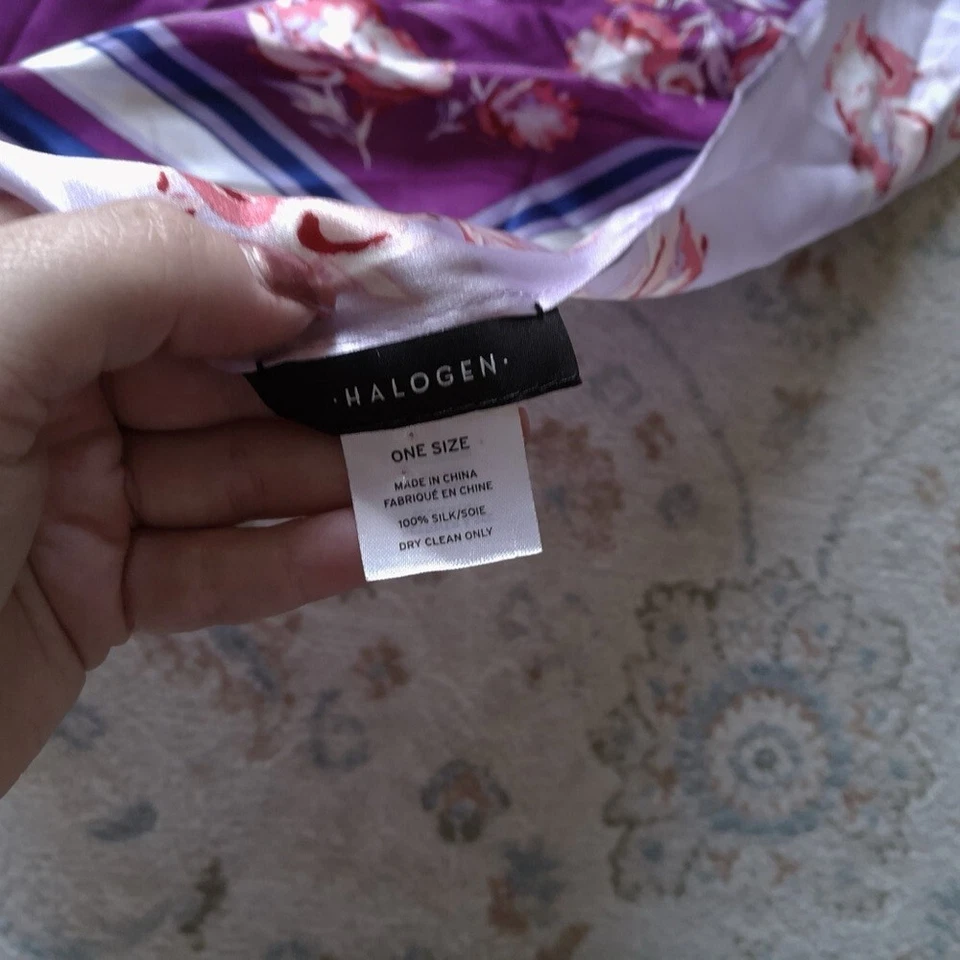 ·HALOGEN·
ONE SIZE
MADE IN CHINA
FABRIQUÉ EN CHINE
100% SILK/SOIE
DRY CLEAN ONLY